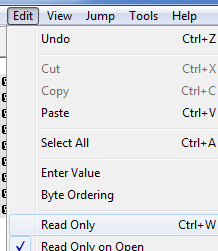 Edit View Jump Tools Help
Undo Ctrl+Z
Cut Ctrl+X
Copy Ctrl+C
Paste Ctrl+V
Select All Ctrl+A
Enter Value
Byte Ordering
Read Only Ctrl+W
Read Only on Open